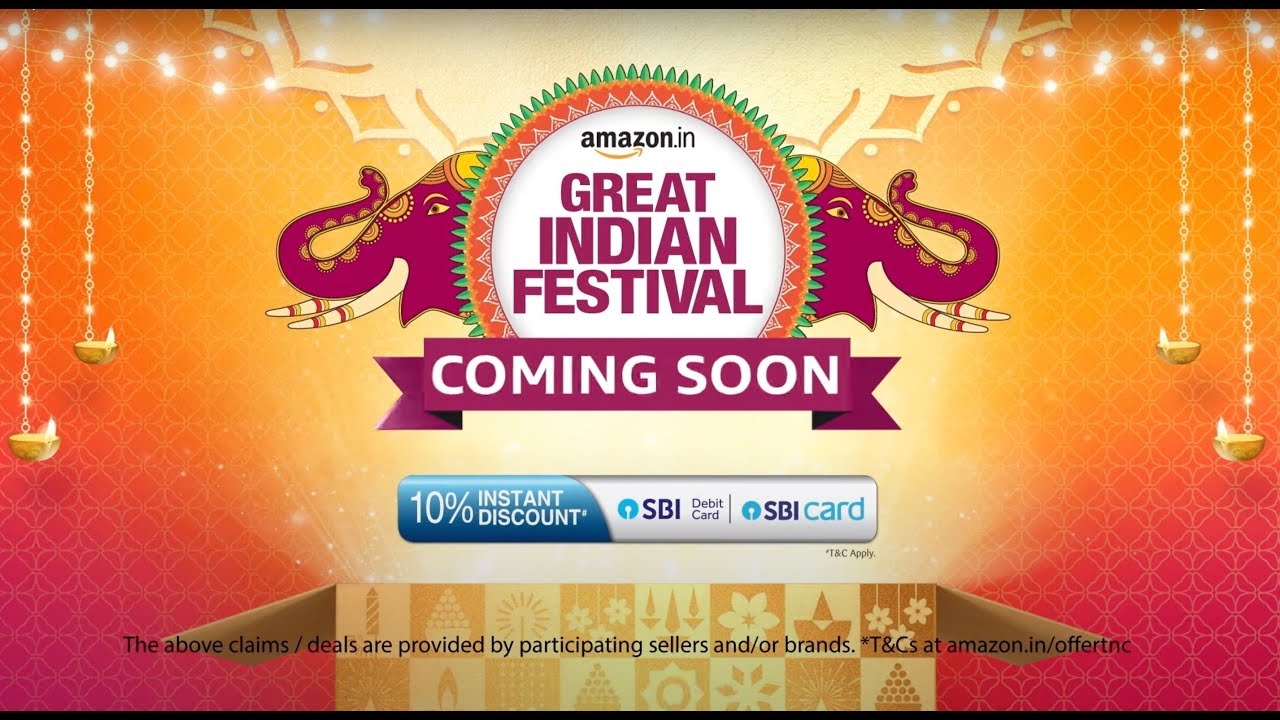 amazon.in
GREAT
INDIAN
FESTIVAL
COMING SOON
10% INSTANT DISCOUNT#
SBI Debit Card | SBI card
*T&C Apply.
The above claims / deals are provided by participating sellers and/or brands. *T&Cs at amazon.in/offertnc